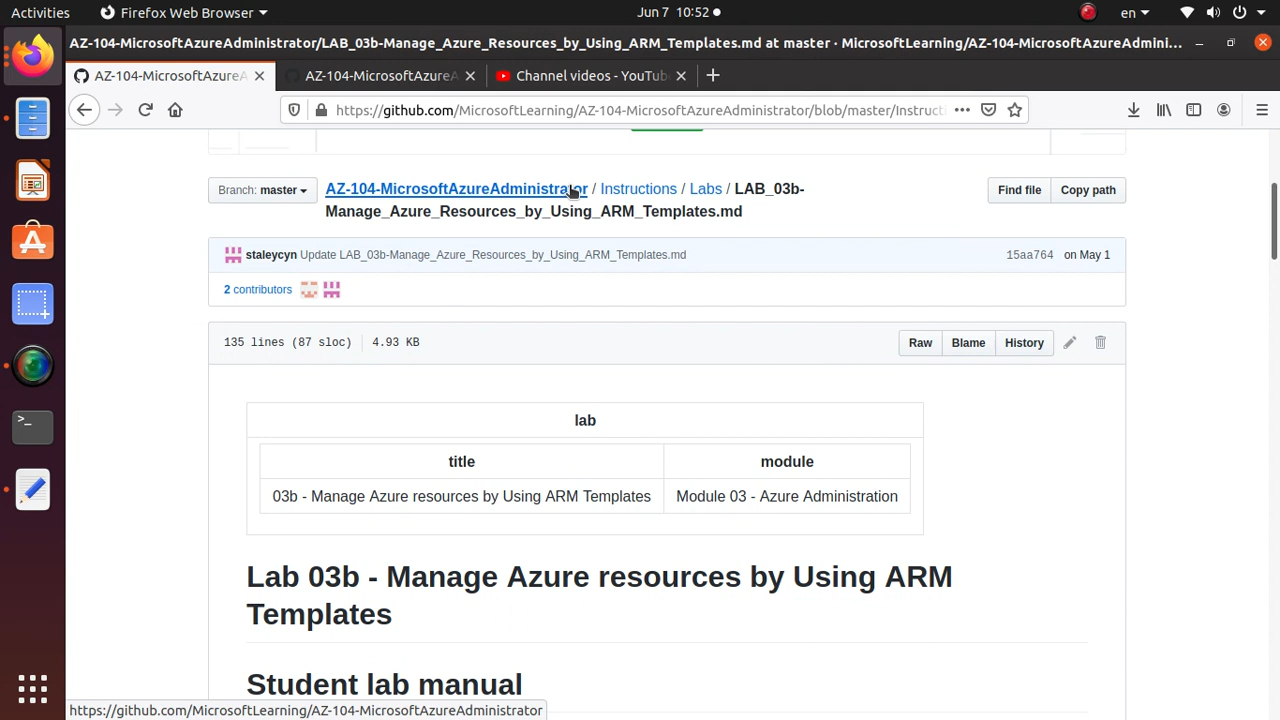 Activities Firefox Web Browser Jun 7 10:52 en
AZ-104-MicrosoftAzureAdministrator/LAB_03b-Manage_Azure_Resources_by_Using_ARM_Templates.md at master · MicrosoftLearning/AZ-104-MicrosoftAzureAdmini...
AZ-104-MicrosoftAzureA AZ-104-MicrosoftAzureA Channel videos - YouTub
https://github.com/MicrosoftLearning/AZ-104-MicrosoftAzureAdministrator/blob/master/Instruct
Branch: master AZ-104-MicrosoftAzureAdministrator / Instructions / Labs / LAB_03b- Find file Copy path
Manage_Azure_Resources_by_Using_ARM_Templates.md
staleycyn Update LAB_03b-Manage_Azure_Resources_by_Using_ARM_Templates.md 15aa764 on May 1
2 contributors
135 lines (87 sloc) 4.93 KB Raw Blame History
lab
title module
03b - Manage Azure resources by Using ARM Templates Module 03 - Azure Administration
Lab 03b - Manage Azure resources by Using ARM
Templates
Student lab manual
https://github.com/MicrosoftLearning/AZ-104-MicrosoftAzureAdministrator